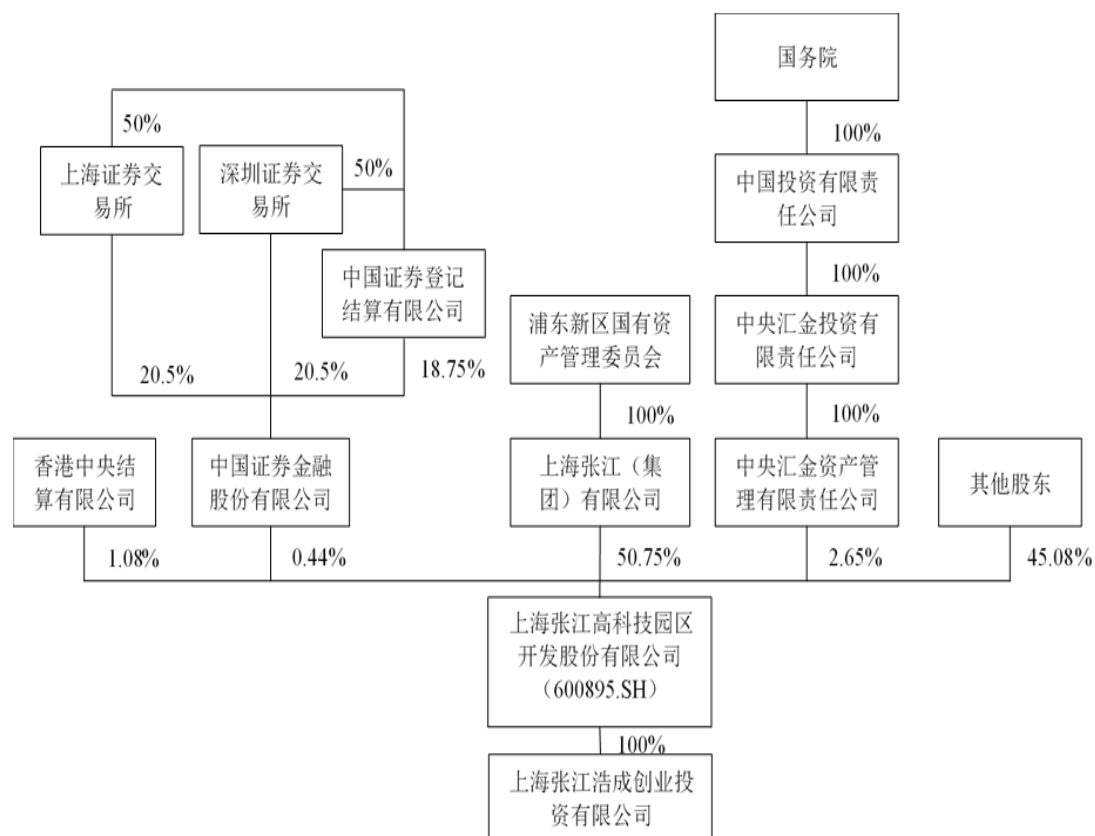 国务院
100%
50%
上海证券交
易所
深圳证券交
易所
50%
中国投资有限责
任公司
100%
中国证券登记
结算有限公司
浦东新区国有资
产管理委员会
中央汇金投资有
限责任公司
20.5%
20.5%
18.75%
100%
100%
香港中央结
算有限公司
中国证券金融
股份有限公司
上海张江（集
团）有限公司
中央汇金资产管
理有限责任公司
其他股东
1.08%
0.44%
50.75%
2.65%
45.08%
上海张江高科技园区
开发股份有限公司
（600895.SH）
100%
上海张江浩成创业投
资有限公司